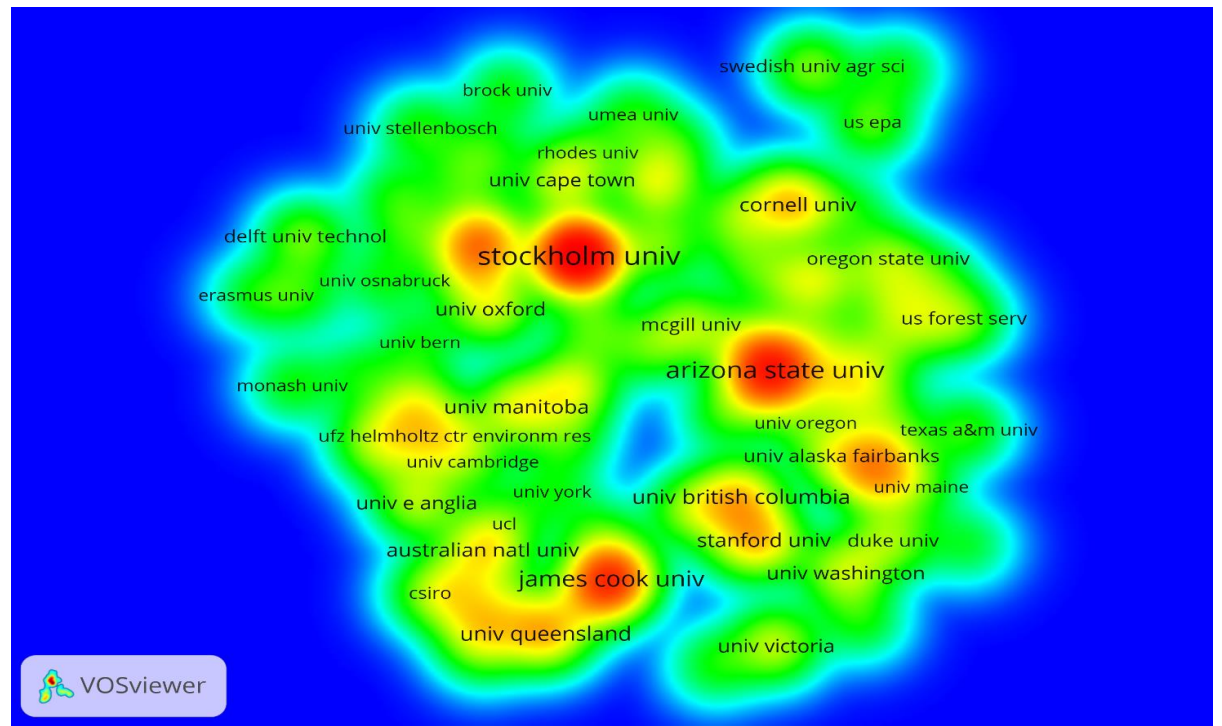 swedish univ agr sci
brock univ
umea univ
us epa
univ stellenbosch
rhodes univ
univ cape town
cornell univ
delft univ technol
stockholm univ
oregon state univ
univ osnabruck
erasmus univ
univ oxford
us forest serv
mcgill univ
univ bern
arizona state univ
monash univ
univ manitoba
univ oregon
texas a&m univ
ufz helmholtz ctr environm res
univ alaska fairbanks
univ cambridge
univ maine
univ york
univ british columbia
univ e anglia
ucl
stanford univ
duke univ
australian natl univ
univ washington
james cook univ
csiro
univ queensland
univ victoria
VOSviewer